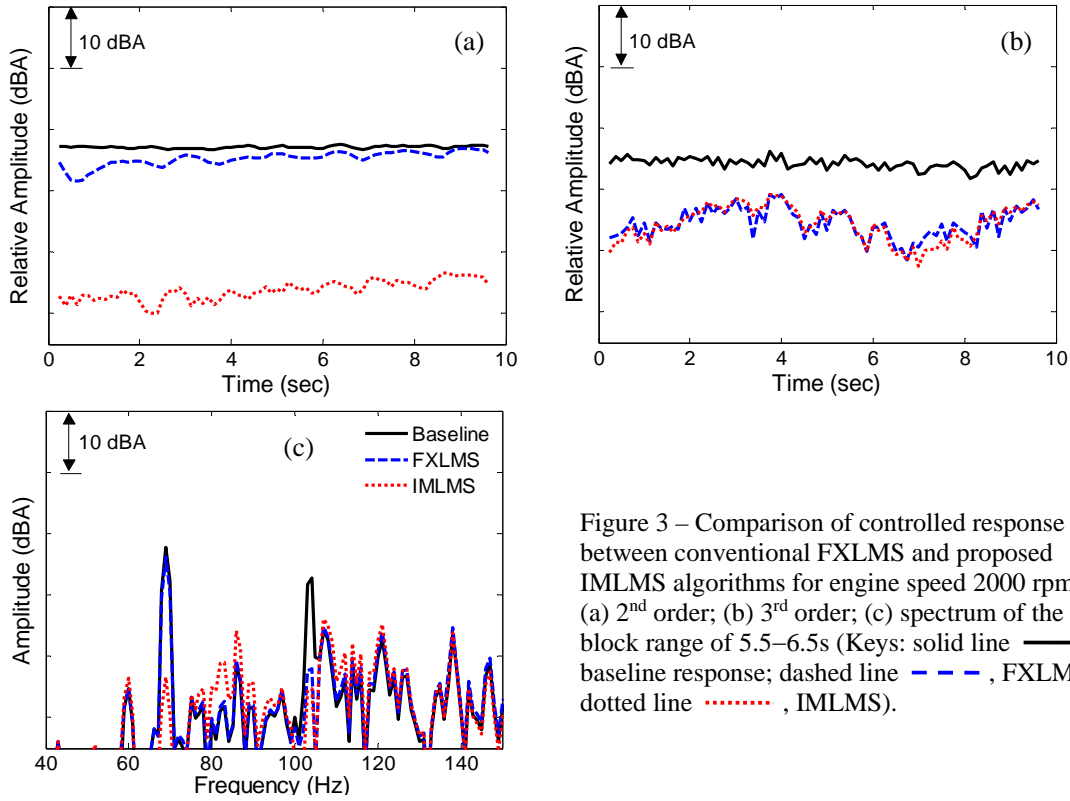 10 dBA
(a)
Relative Amplitude (dBA)
0 2 4 6 8 10
Time (sec)
10 dBA
(b)
Relative Amplitude (dBA)
0 2 4 6 8 10
Time (sec)
10 dBA
(c)
Baseline
FXLMS
IMLMS
Amplitude (dBA)
40 60 80 100 120 140
Frequency (Hz)
Figure 3 – Comparison of controlled response
between conventional FXLMS and proposed
IMLMS algorithms for engine speed 2000 rpm
(a) 2nd order; (b) 3rd order; (c) spectrum of the
block range of 5.5–6.5s (Keys: solid line
baseline response; dashed line , FXLM
dotted line , IMLMS).